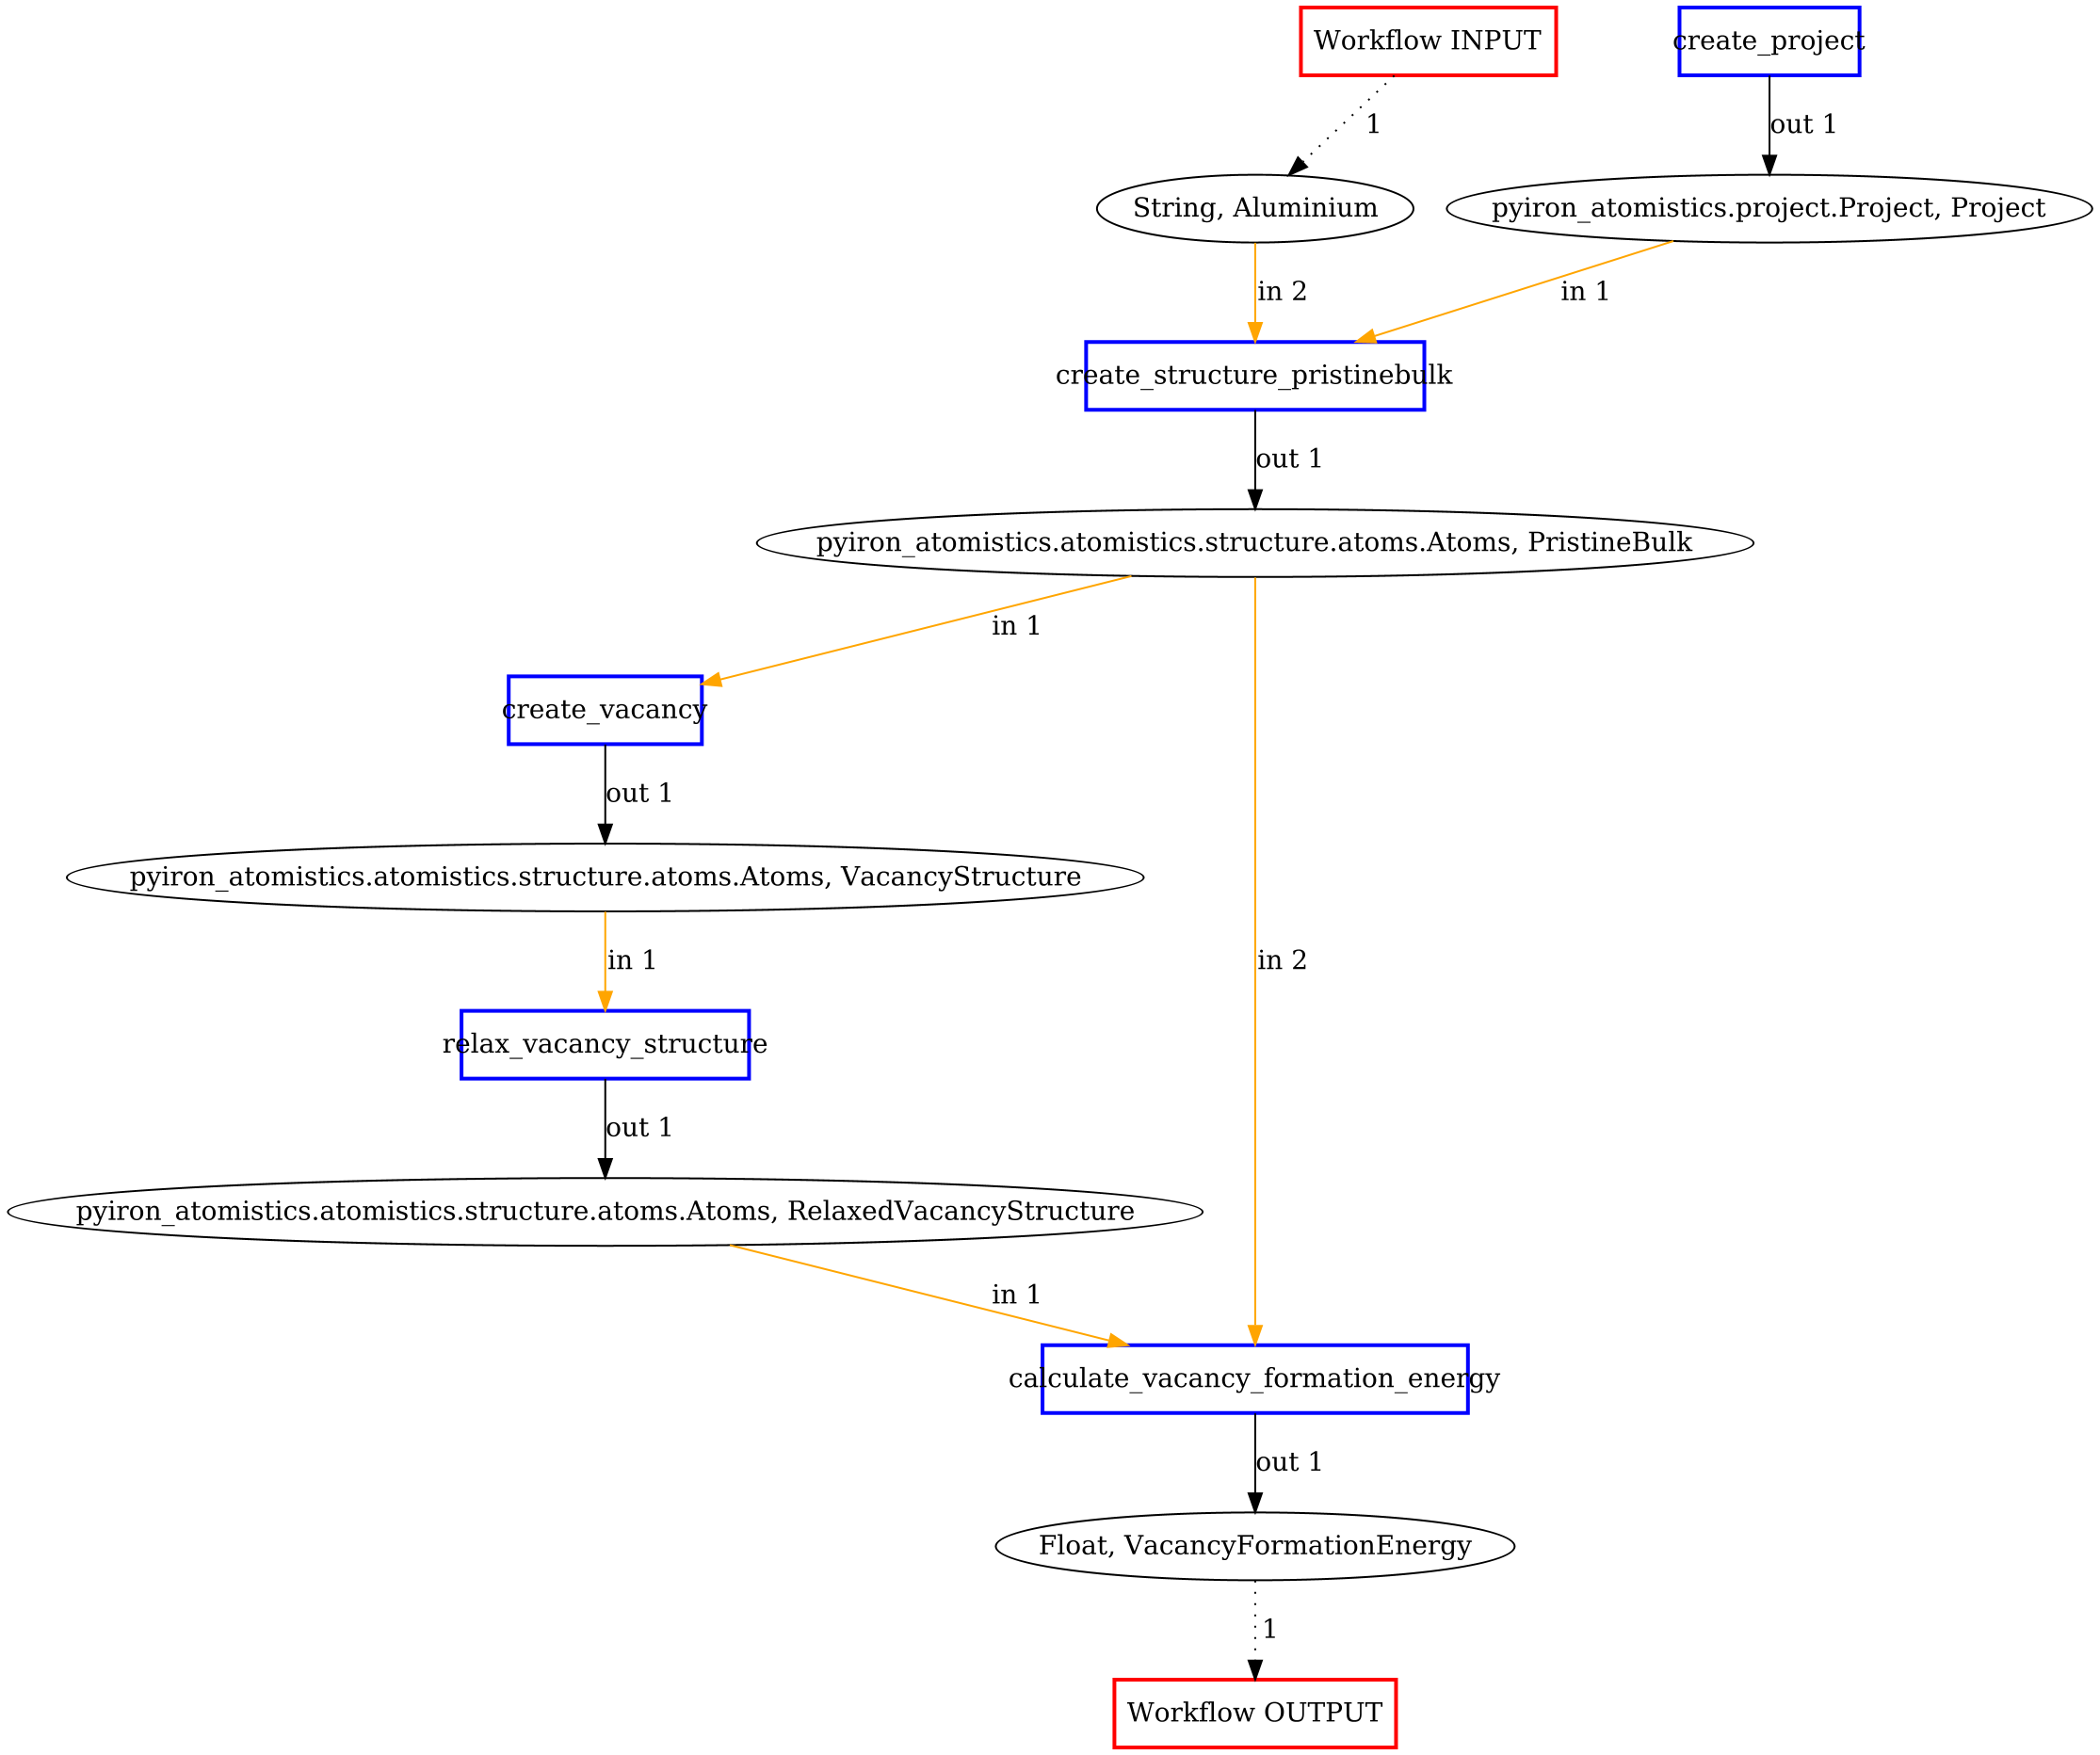 Workflow INPUT
create_project
1
out 1
String, Aluminium
pyiron_atomistics.project.Project, Project
in 2
in 1
create_structure_pristinebulk
out 1
pyiron_atomistics.atomistics.structure.atoms.Atoms, PristineBulk
in 1
create_vacancy
out 1
pyiron_atomistics.atomistics.structure.atoms.Atoms, VacancyStructure
in 1
in 2
relax_vacancy_structure
out 1
pyiron_atomistics.atomistics.structure.atoms.Atoms, RelaxedVacancyStructure
in 1
calculate_vacancy_formation_energy
out 1
Float, VacancyFormationEnergy
1
Workflow OUTPUT